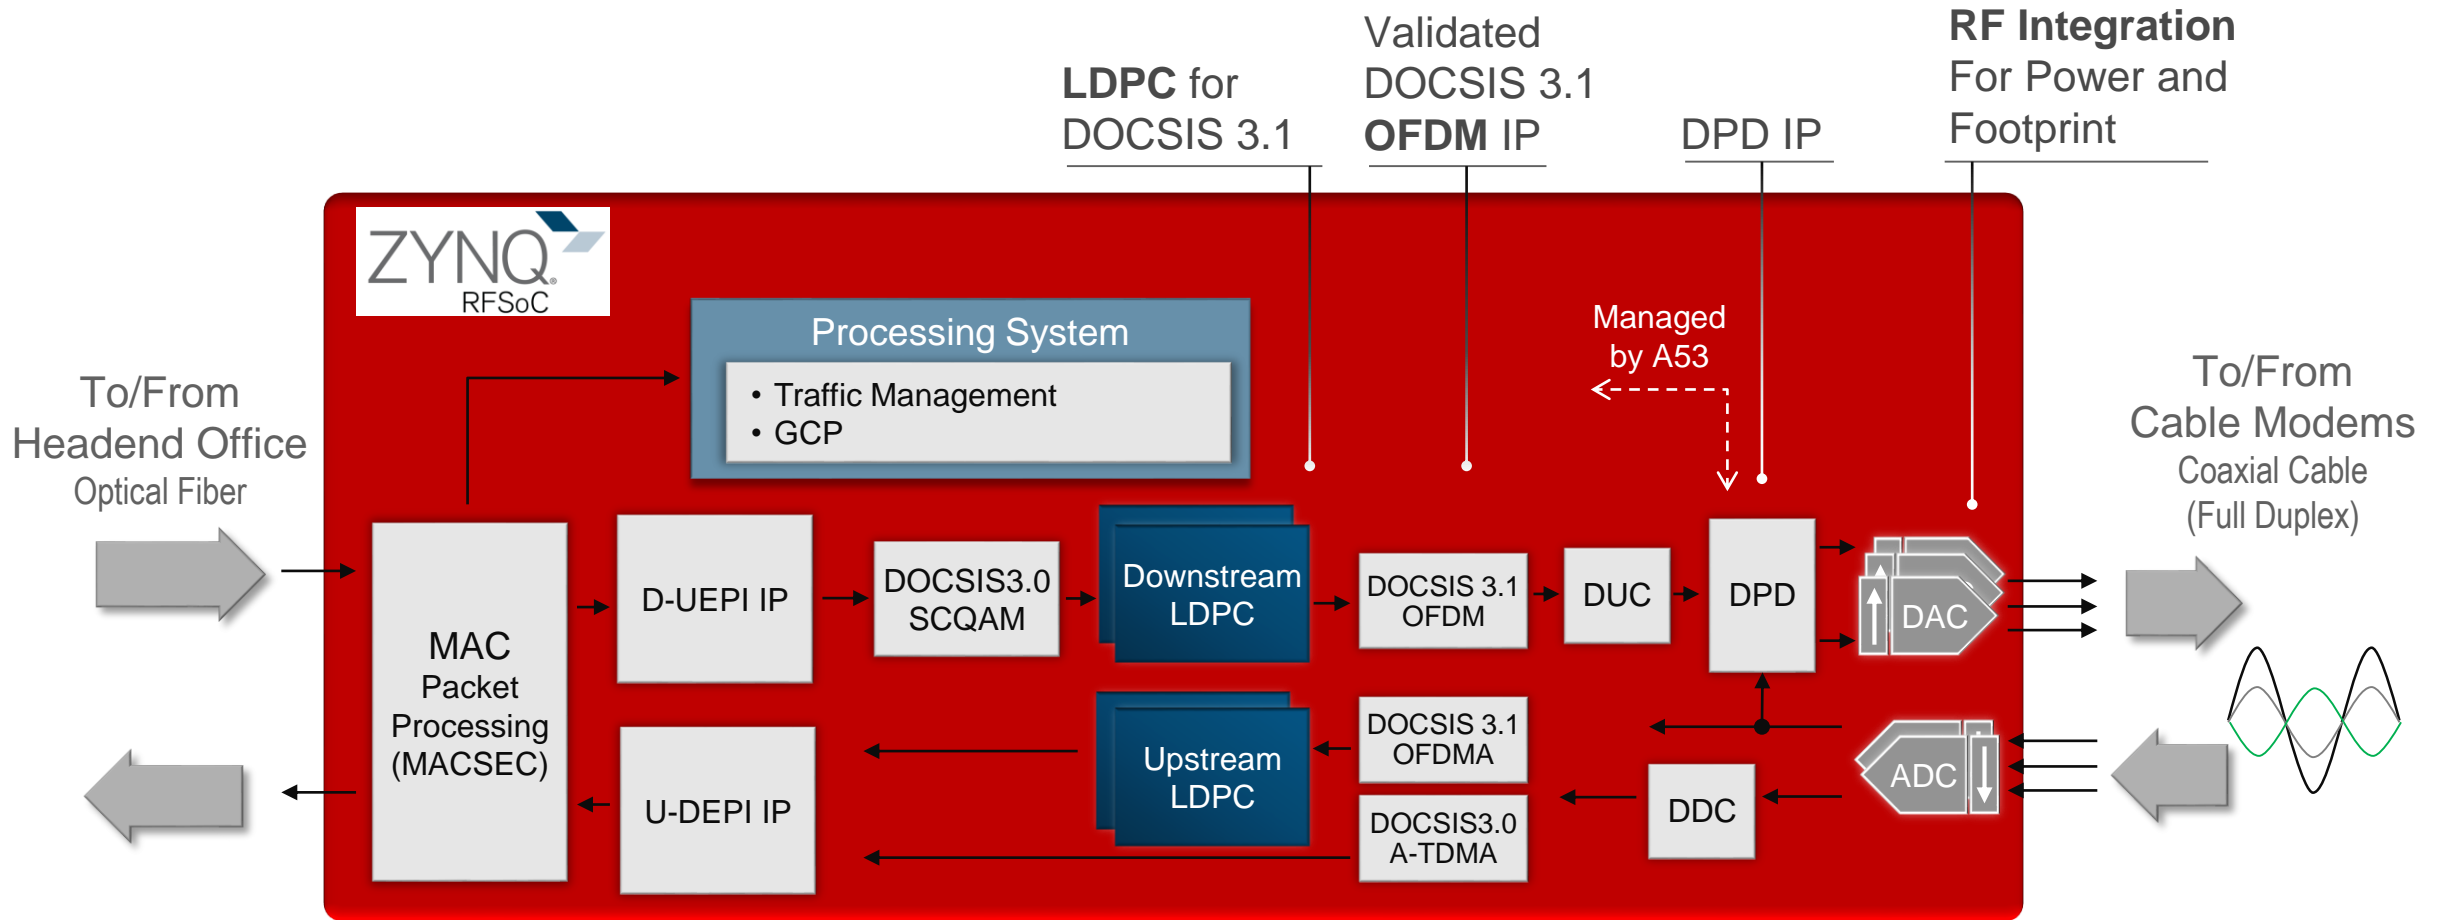 LDPC for
DOCSIS 3.1
Validated
DOCSIS 3.1
OFDM IP
DPD IP
RF Integration
For Power and
Footprint
ZYNQ®
RFSoC
Processing System
• Traffic Management
• GCP
Managed
by A53
To/From
Headend Office
Optical Fiber
To/From
Cable Modems
Coaxial Cable
(Full Duplex)
MAC
Packet
Processing
(MACSEC)
D-UEPI IP
DOCSIS3.0
SCQAM
Downstream
LDPC
DOCSIS 3.1
OFDM
DUC
DPD
DAC
U-DEPI IP
Upstream
LDPC
DOCSIS 3.1
OFDMA
DOCSIS3.0
A-TDMA
DDC
ADC